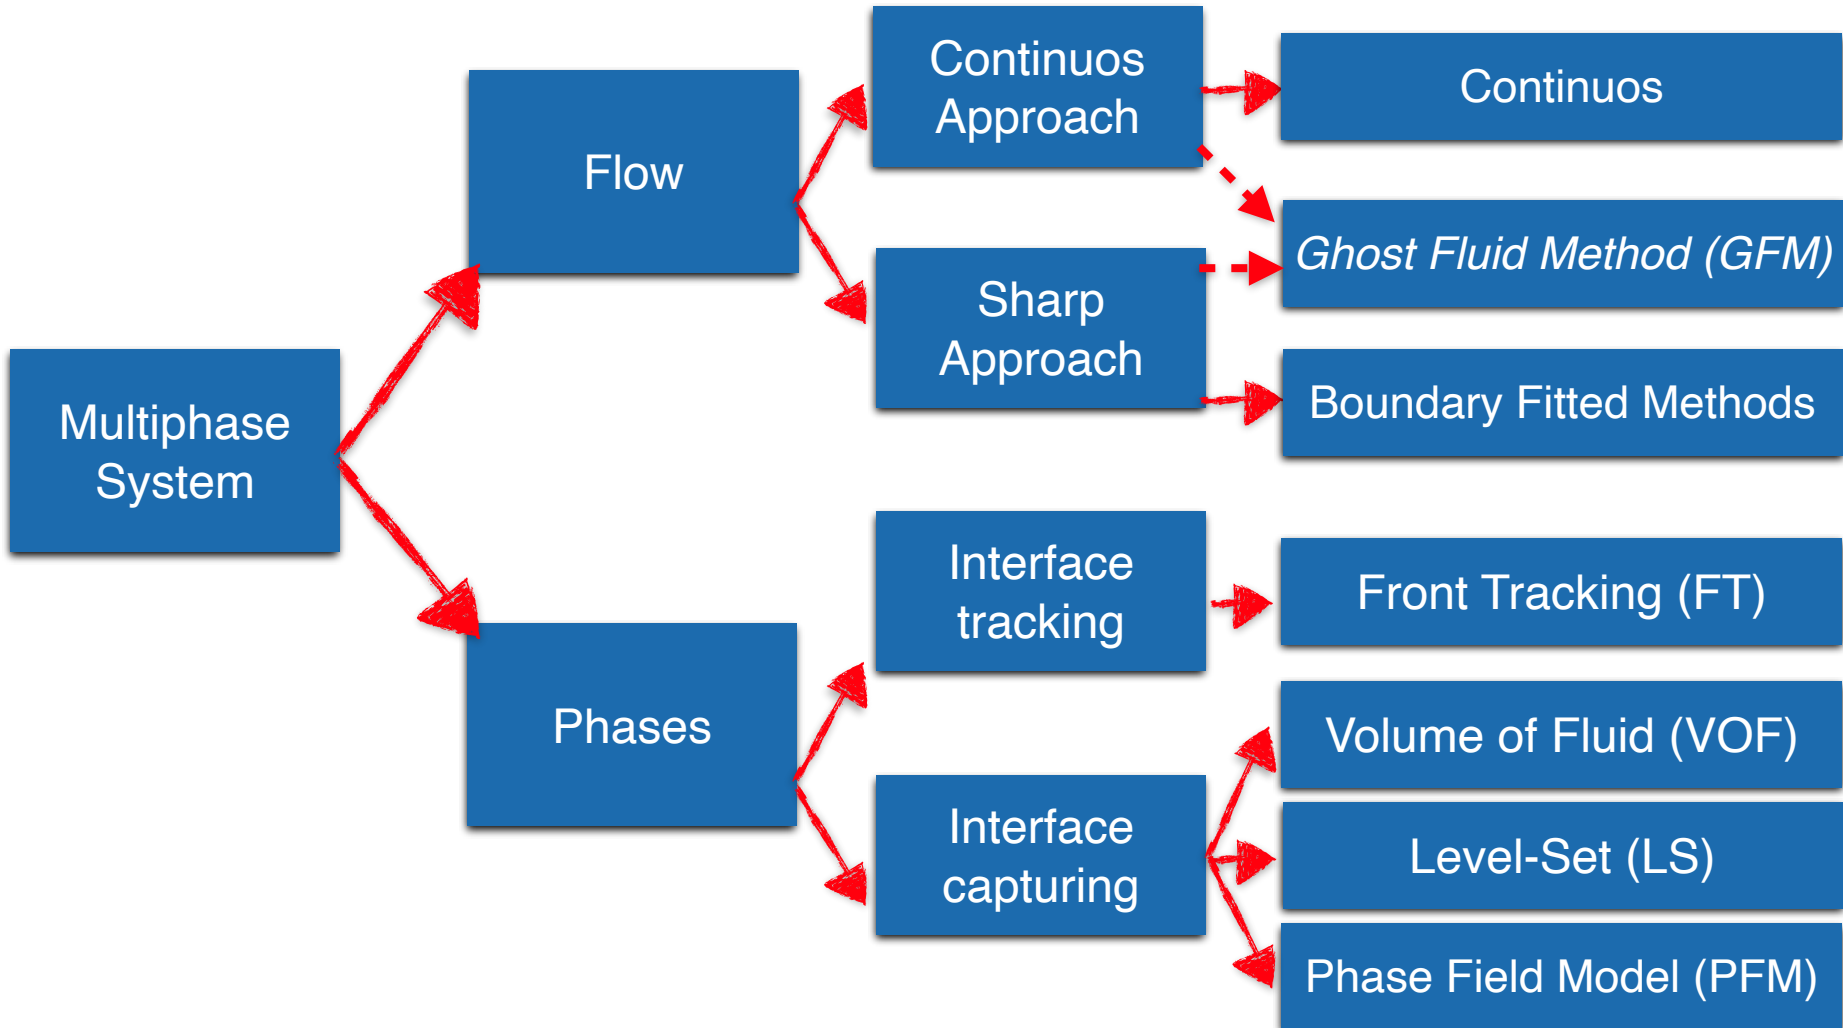 Multiphase
System
Flow
Phases
Continuos
Approach
Sharp
Approach
Interface
tracking
Interface
capturing
Continuos
Ghost Fluid Method (GFM)
Boundary Fitted Methods
Front Tracking (FT)
Volume of Fluid (VOF)
Level-Set (LS)
Phase Field Model (PFM)